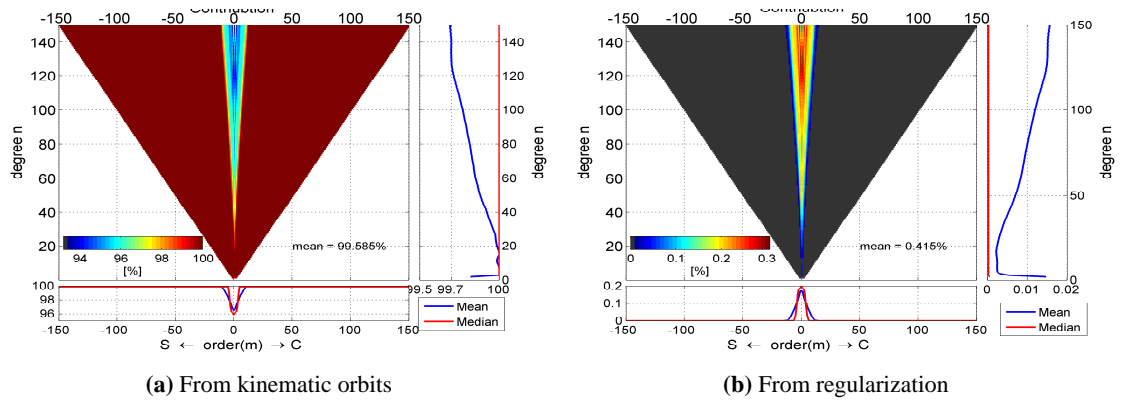 Contribution Contribution
-150 -100 -50 0 50 100 150 -150 -100 -50 0 50 100 150
140 140 140 150
120 120 120
100 100 100 100
degree n degree n degree n degree n
80 80 80
60 60 60
40 40 40 50
20 mean = 99.585% 20 20 mean = 0.415%
94 96 98 100 0 0 0.1 0.2 0.3 0
[%] [%]
100 99.5 99.7 100 0.2 0 0.01 0.02
98 Mean 0.1 Mean
96 Median 0 Median
-150 -100 -50 0 50 100 150 -150 -100 -50 0 50 100 150
S ← order(m) → C S ← order(m) → C
(a) From kinematic orbits (b) From regularization